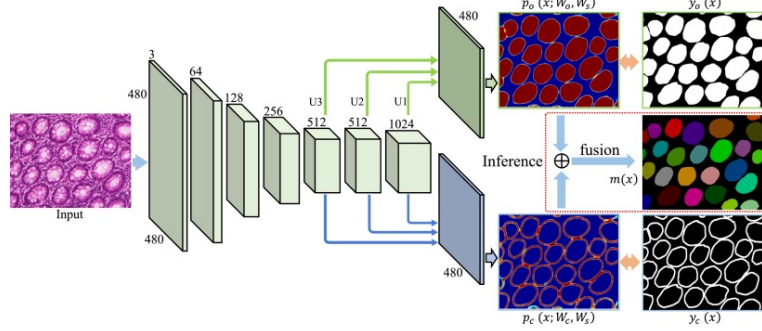 480
p_o (x; W_o, W_s)
y_o (x)
3
480
64
128
256
U3
U2
U1
512
512
1024
Input
480
480
Inference
fusion
m(x)
p_c (x; W_c, W_s)
y_c (x)